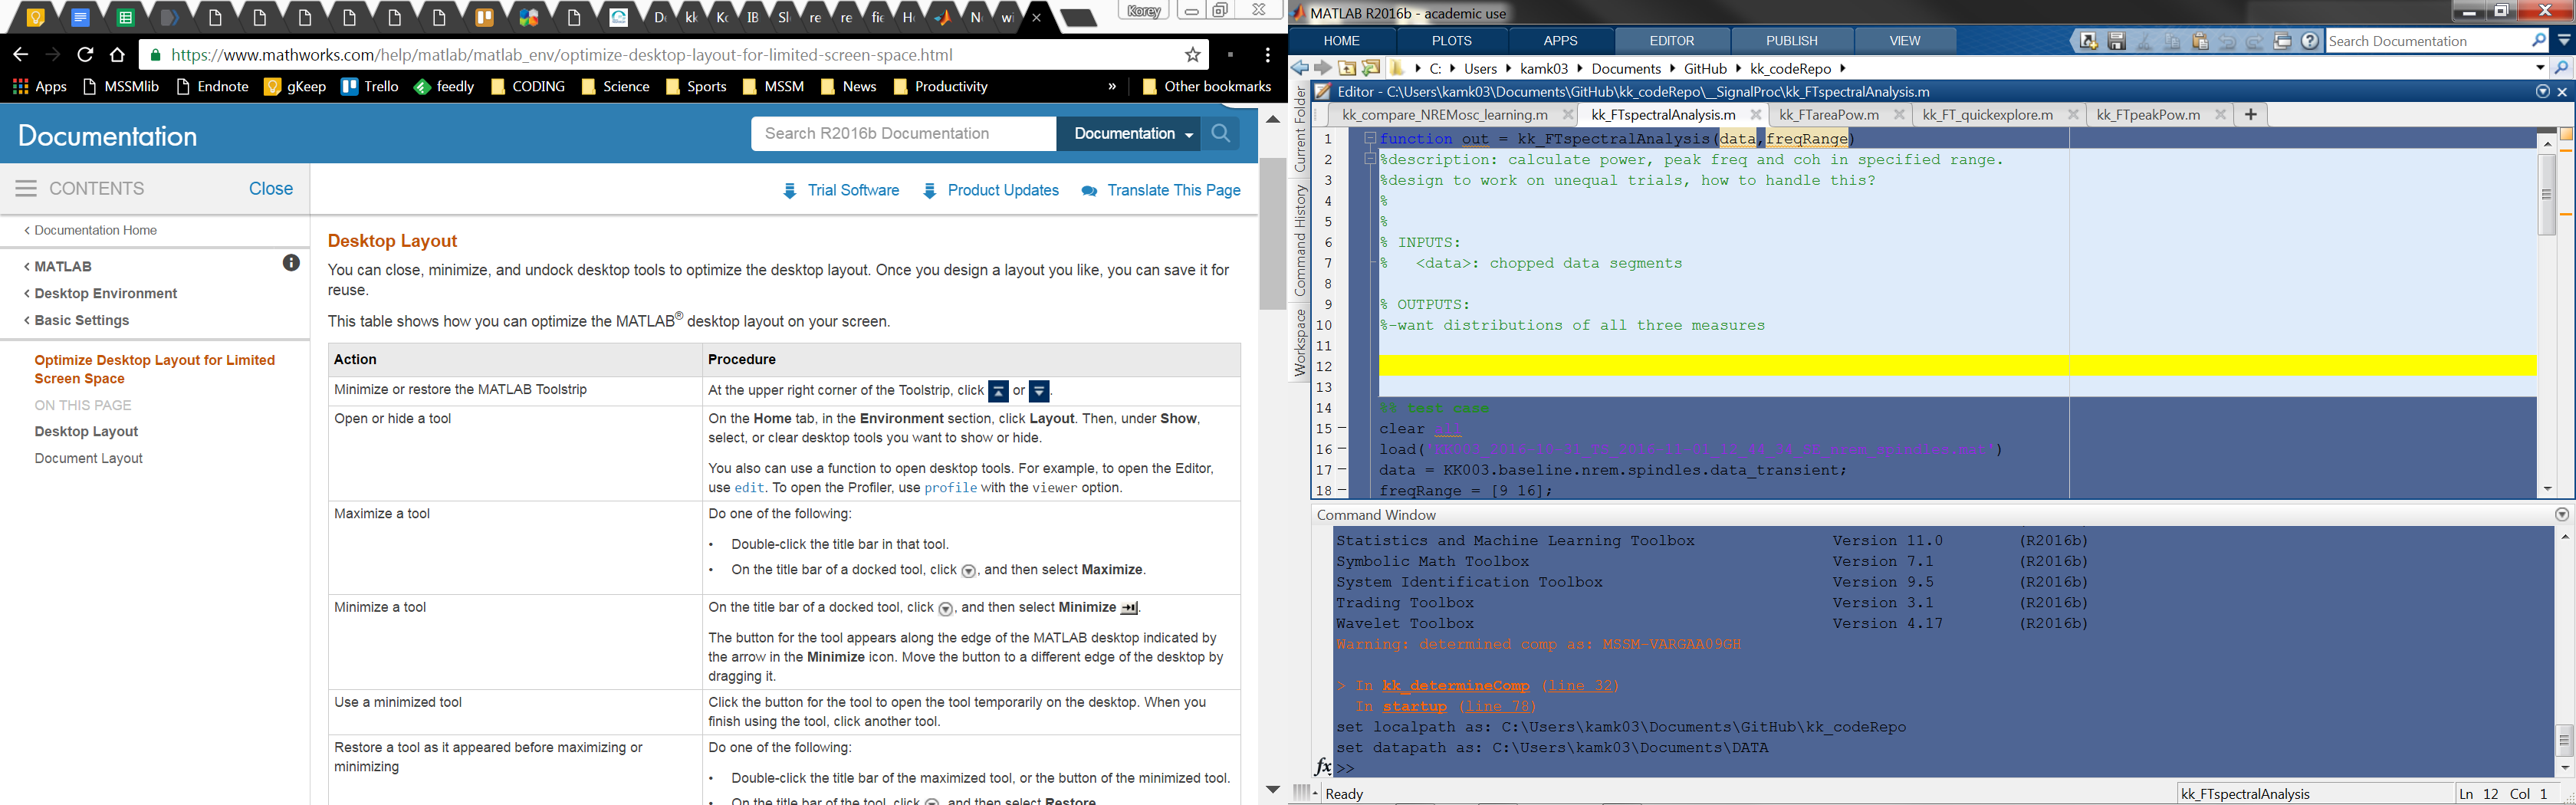 Korey
https://www.mathworks.com/help/matlab/matlab_env/optimize-desktop-layout-for-limited-screen-space.html
Apps MSSMlib Endnote gKeep Trello feedly CODING Science Sports MSSM News Productivity » Other bookmarks
Documentation
Search R2016b Documentation Documentation
CONTENTS Close
Trial Software Product Updates Translate This Page
< Documentation Home
< MATLAB
< Desktop Environment
< Basic Settings
Optimize Desktop Layout for Limited
Screen Space
ON THIS PAGE
Desktop Layout
Document Layout
Desktop Layout
You can close, minimize, and undock desktop tools to optimize the desktop layout. Once you design a layout you like, you can save it for
reuse.
This table shows how you can optimize the MATLAB® desktop layout on your screen.
Action Procedure
Minimize or restore the MATLAB Toolstrip At the upper right corner of the Toolstrip, click or .
Open or hide a tool On the Home tab, in the Environment section, click Layout. Then, under Show,
select, or clear desktop tools you want to show or hide.
You also can use a function to open desktop tools. For example, to open the Editor,
use edit. To open the Profiler, use profile with the viewer option.
Maximize a tool Do one of the following:
• Double-click the title bar in that tool.
• On the title bar of a docked tool, click , and then select Maximize.
Minimize a tool On the title bar of a docked tool, click , and then select Minimize .
The button for the tool appears along the edge of the MATLAB desktop indicated by
the arrow in the Minimize icon. Move the button to a different edge of the desktop by
dragging it.
Use a minimized tool Click the button for the tool to open the tool temporarily on the desktop. When you
finish using the tool, click another tool.
Restore a tool as it appeared before maximizing or
minimizing
Do one of the following:
• Double-click the title bar of the maximized tool, or the button of the minimized tool.
• On the title bar of the tool, click , and then select Restore.
MATLAB R2016b - academic use
HOME PLOTS APPS EDITOR PUBLISH VIEW Search Documentation
C: Users kamk03 Documents GitHub kk_codeRepo
Current Folder
Command History
Workspace
Editor - C:\Users\kamk03\Documents\GitHub\kk_codeRepo\__SignalProc\kk_FTspectralAnalysis.m
kk_compare_NREMosc_learning.m kk_FTspectralAnalysis.m kk_FTareaPow.m kk_FT_quickexplore.m kk_FTpeakPow.m +
1 function out = kk_FTspectralAnalysis(data,freqRange)
2 %description: calculate power, peak freq and coh in specified range.
3 %design to work on unequal trials, how to handle this?
4 %
5 %
6 % INPUTS:
7 % <data>: chopped data segments
8
9 % OUTPUTS:
10 %-want distributions of all three measures
11
12
13
14 %% test case
15 – clear all
16 – load(
17 – data = KK003.baseline.nrem.spindles.data_transient;
18 – freqRange = [9 16];
Command Window
Statistics and Machine Learning Toolbox Version 11.0 (R2016b)
Symbolic Math Toolbox Version 7.1 (R2016b)
System Identification Toolbox Version 9.5 (R2016b)
Trading Toolbox Version 3.1 (R2016b)
Wavelet Toolbox Version 4.17 (R2016b)
Warning: determined comp as: MSSM-VARGAA09GH
> In kk_determineComp (line 32)
In startup (line 78)
set localpath as: C:\Users\kamk03\Documents\GitHub\kk_codeRepo
set datapath as: C:\Users\kamk03\Documents\DATA
fx >>
Ready kk_FTspectralAnalysis Ln 12 Col 1